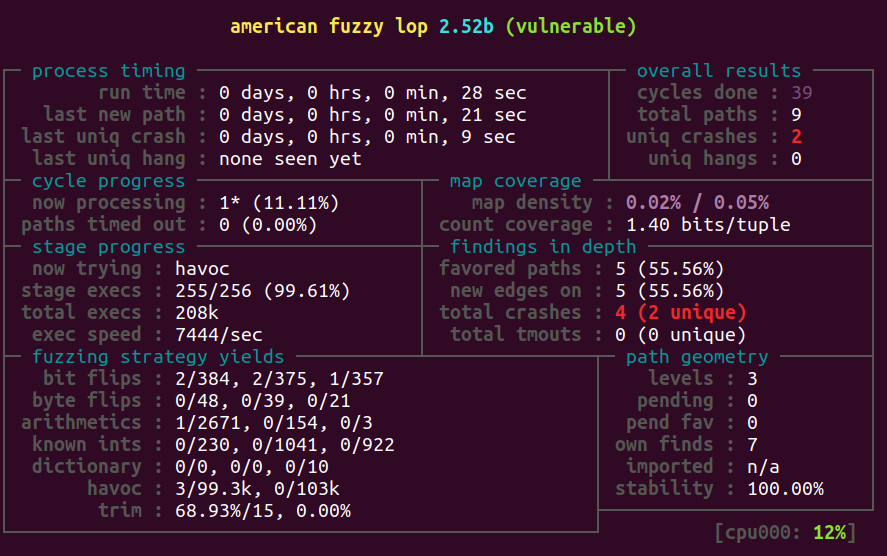 american fuzzy lop 2.52b (vulnerable)
process timing overall results
run time : 0 days, 0 hrs, 0 min, 28 sec cycles done : 39
last new path : 0 days, 0 hrs, 0 min, 21 sec total paths : 9
last uniq crash : 0 days, 0 hrs, 0 min, 9 sec uniq crashes : 2
last uniq hang : none seen yet uniq hangs : 0
cycle progress map coverage
now processing : 1* (11.11%) map density : 0.02% / 0.05%
paths timed out : 0 (0.00%) count coverage : 1.40 bits/tuple
stage progress findings in depth
now trying : havoc favored paths : 5 (55.56%)
stage execs : 255/256 (99.61%) new edges on : 5 (55.56%)
total execs : 208k total crashes : 4 (2 unique)
exec speed : 7444/sec total tmouts : 0 (0 unique)
fuzzing strategy yields path geometry
bit flips : 2/384, 2/375, 1/357 levels : 3
byte flips : 0/48, 0/39, 0/21 pending : 0
arithmetics : 1/2671, 0/154, 0/3 pend fav : 0
known ints : 0/230, 0/1041, 0/922 own finds : 7
dictionary : 0/0, 0/0, 0/10 imported : n/a
havoc : 3/99.3k, 0/103k stability : 100.00%
trim : 68.93%/15, 0.00%
[cpu000: 12%]